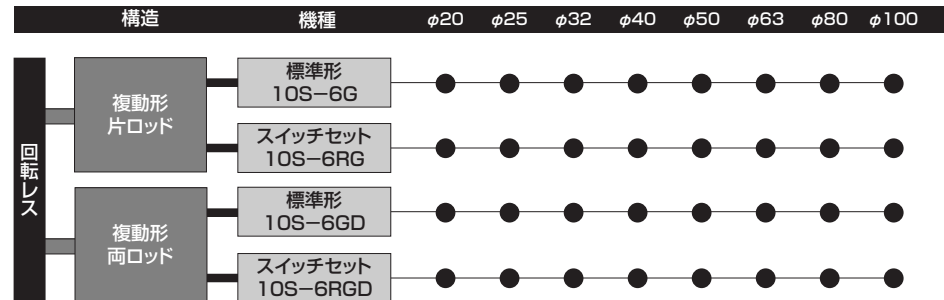 構造 機種 φ20 φ25 φ32 φ40 φ50 φ63 φ80 φ100
回転レス
複動形
片ロッド
標準形
10S−6G
スイッチセット
10S−6RG
複動形
両ロッド
標準形
10S−6GD
スイッチセット
10S−6RGD